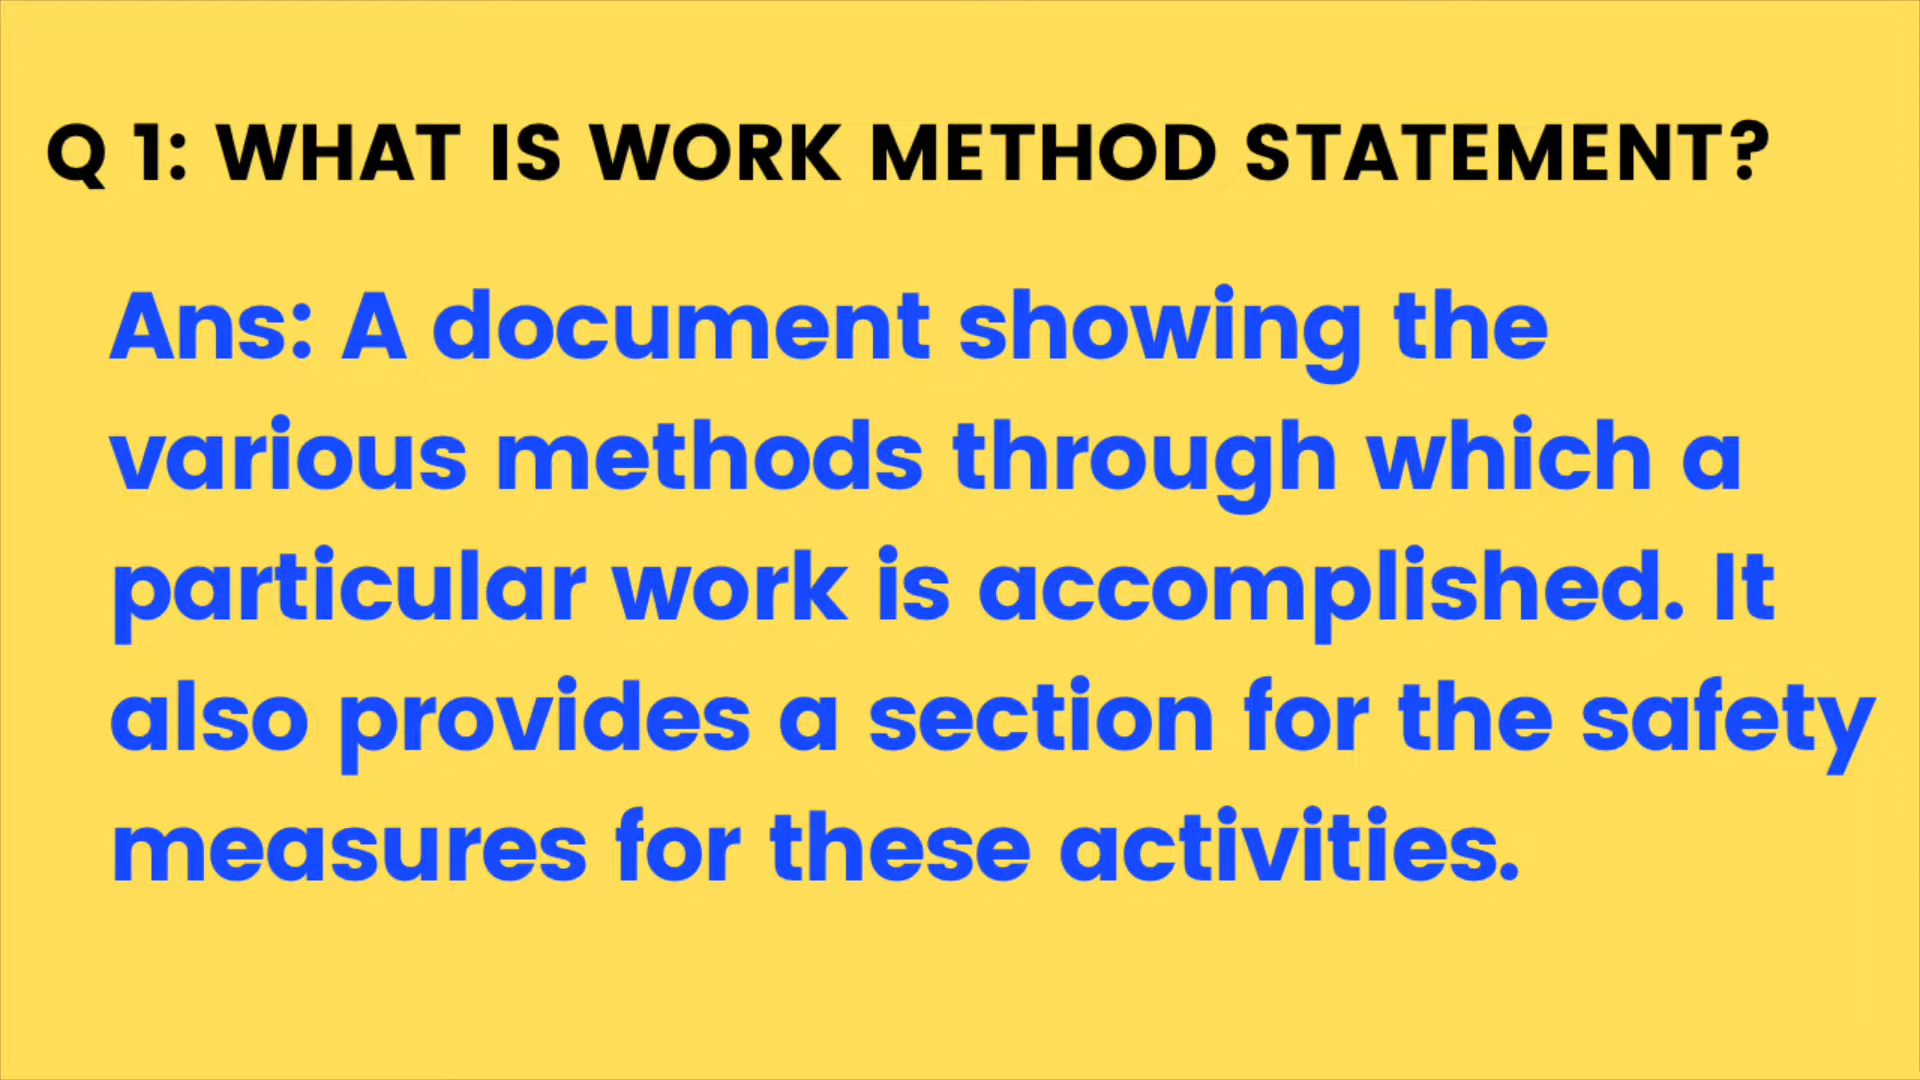 Q 1: WHAT IS WORK METHOD STATEMENT?
Ans: A document showing the
various methods through which a
particular work is accomplished. It
also provides a section for the safety
measures for these activities.